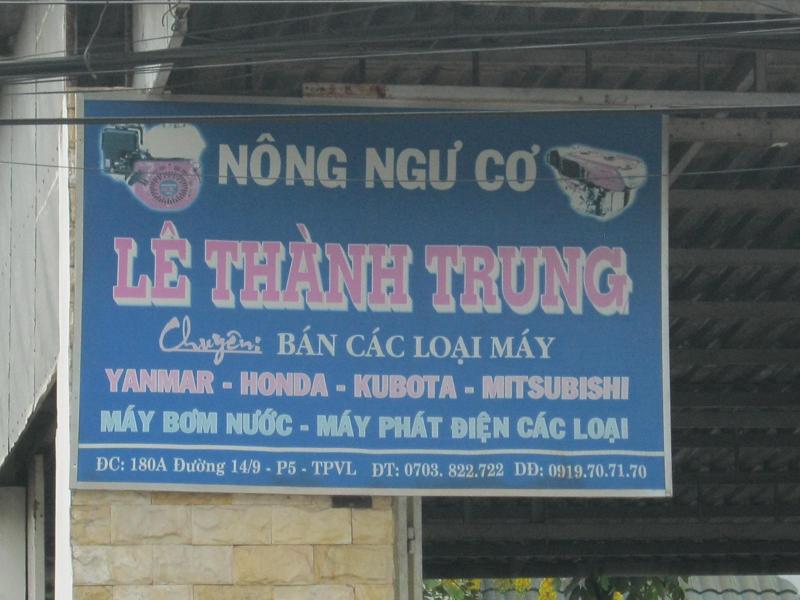 NÔNG NGƯ CƠ
LÊ THÀNH TRUNG
Chuyên: BÁN CÁC LOẠI MÁY
YANMAR - HONDA - KUBOTA - MITSUBISHI
MÁY BƠM NƯỚC - MÁY PHÁT ĐIỆN CÁC LOẠI
ĐC: 180A Đường 14/9 - P5 - TPVL ĐT: 0703. 822.722 DĐ: 0919.70.71.70